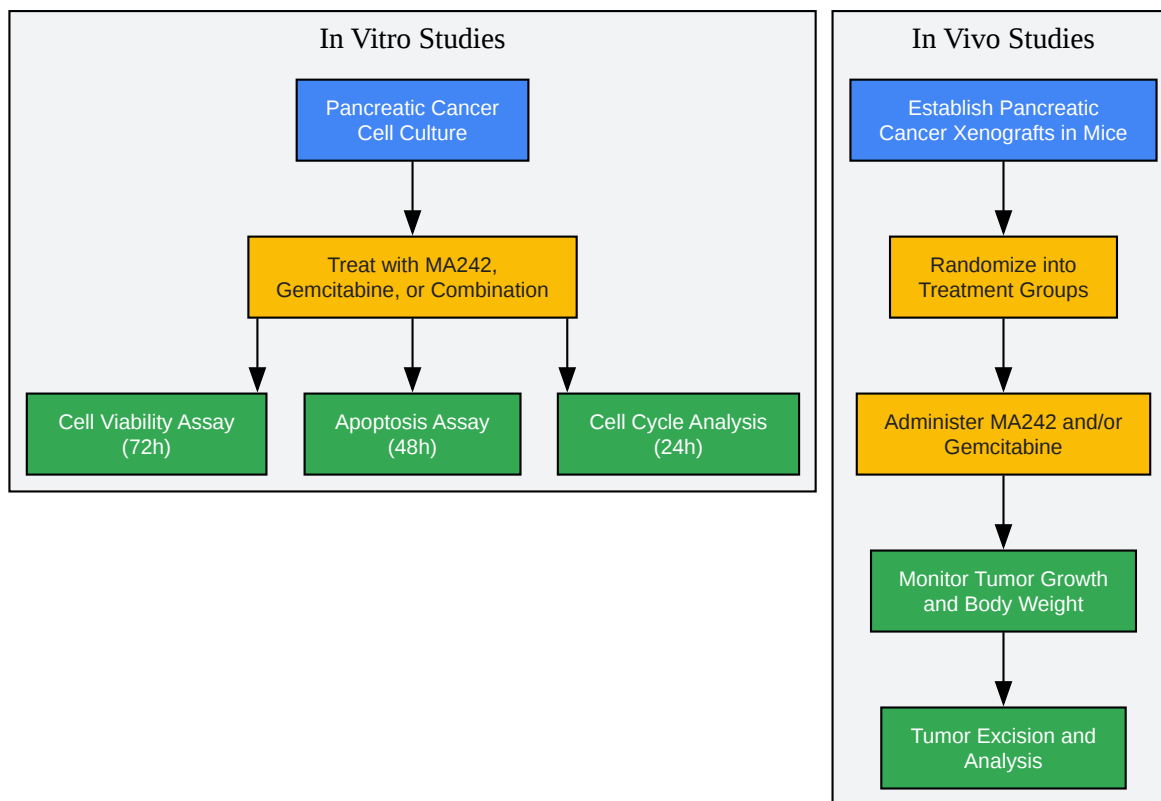 In Vitro Studies
Pancreatic Cancer
Cell Culture
Treat with MA242,
Gemcitabine, or Combination
Cell Viability Assay
(72h)
Apoptosis Assay
(48h)
Cell Cycle Analysis
(24h)
In Vivo Studies
Establish Pancreatic
Cancer Xenografts in Mice
Randomize into
Treatment Groups
Administer MA242 and/or
Gemcitabine
Monitor Tumor Growth
and Body Weight
Tumor Excision and
Analysis